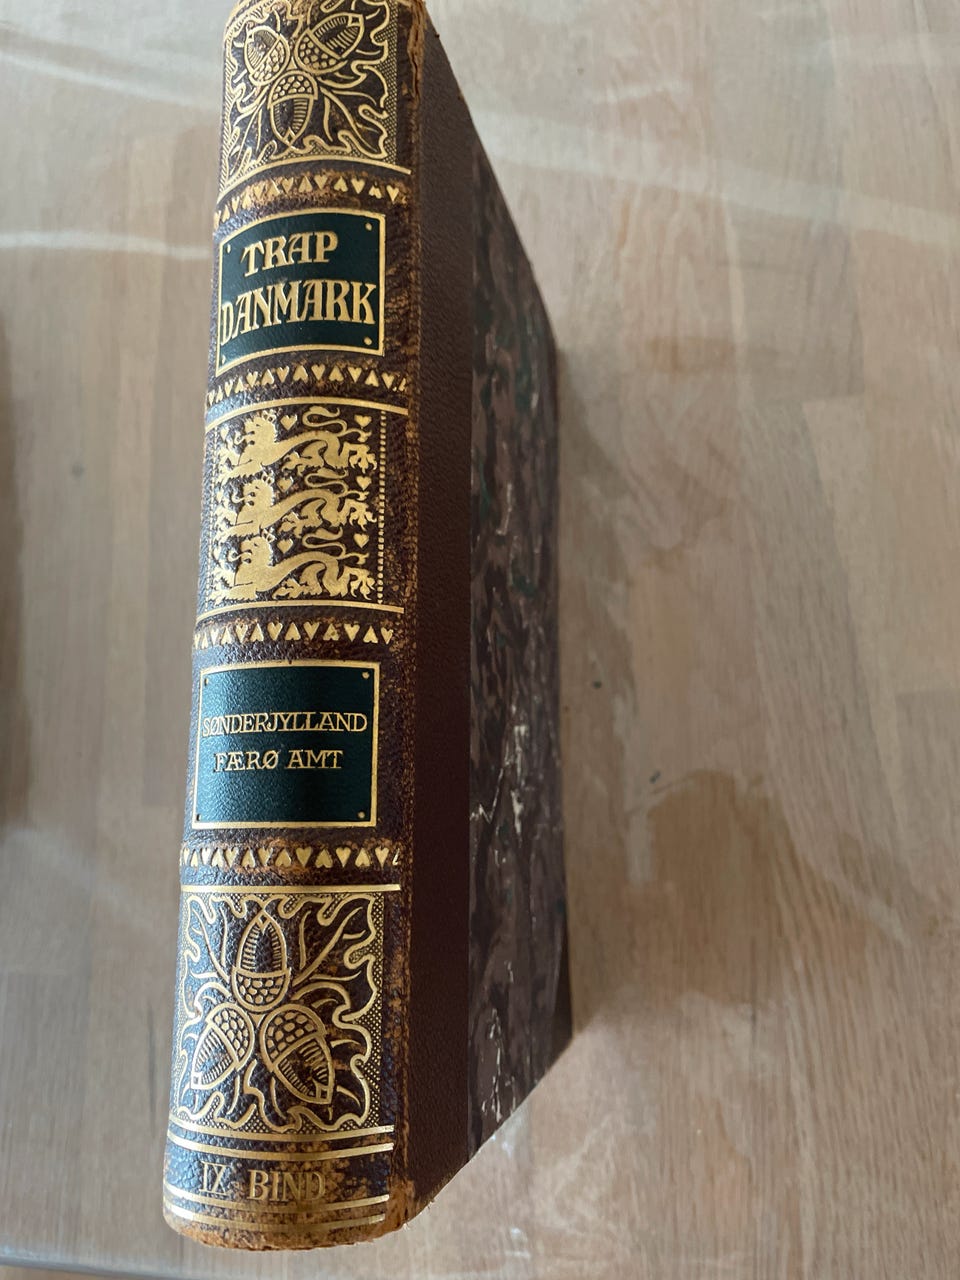 TRAP
DANMARK
SØNDERJYLLAND
FÆRØ AMT
IX BIND